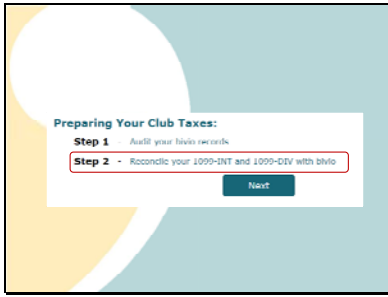 Preparing Your Club Taxes:
Step 1 - Audit your bivio records
Step 2 - Reconcile your 1099-INT and 1099-DIV with bivio
Next